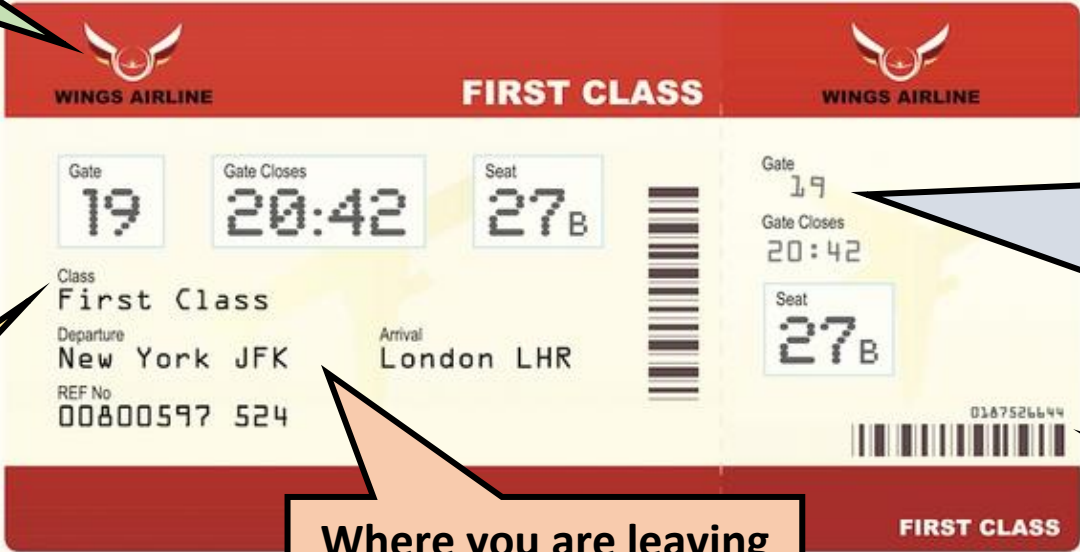 WINGS AIRLINE
FIRST CLASS
WINGS AIRLINE
Gate
19
Gate Closes
20:42
Seat
27B
Class
First Class
Departure
New York JFK
Arrival
London LHR
REF No
00800597 524
Gate
19
Gate Closes
20:42
Seat
27B
0187526644
FIRST CLASS
Where you are leaving